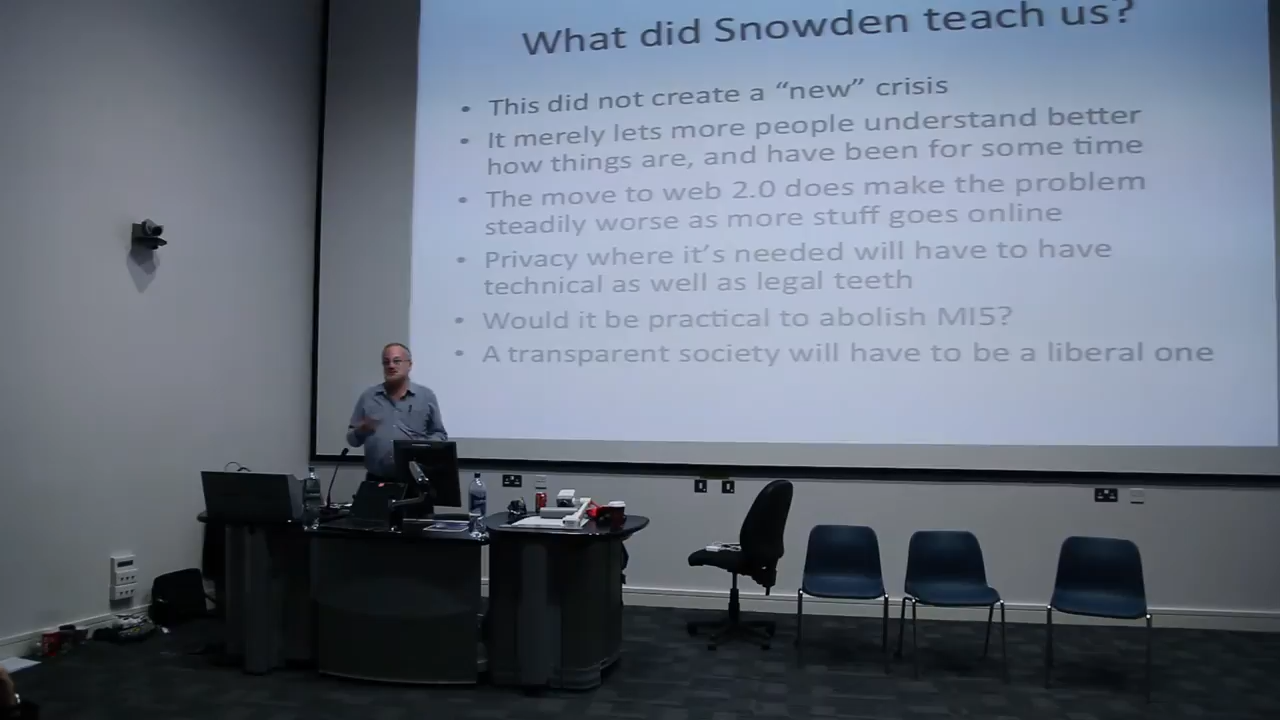 What did Snowden teach us?
• This did not create a “new” crisis
• It merely lets more people understand better
how things are, and have been for some time
• The move to web 2.0 does make the problem
steadily worse as more stuff goes online
• Privacy where it’s needed will have to have
technical as well as legal teeth
• Would it be practical to abolish MI5?
• A transparent society will have to be a liberal one